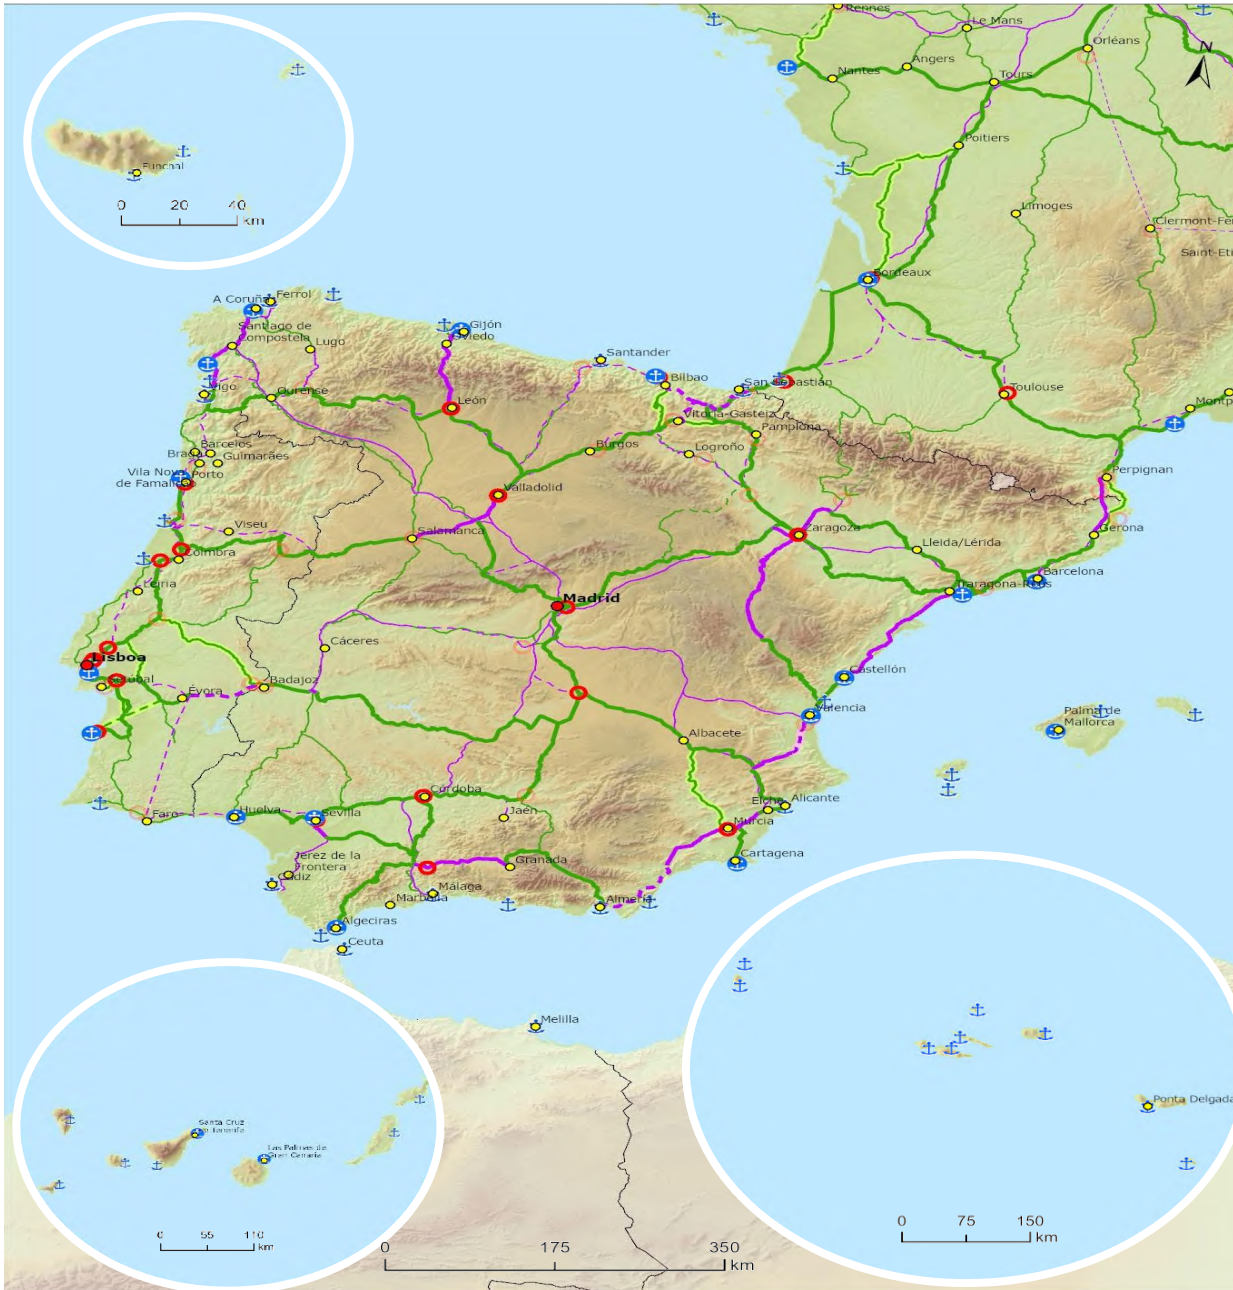 Rennes
Le Mans
Orléans
N
Angers
Nantes
Tours
Poitiers
Funchal
0 20 40
km
Limoges
Clermont-Fe
Saint-Eti
Bordeaux
A Coruña
Ferrol
Gijón
Oviedo
Santiago de
Compostela
Lugo
Santander
Bilbao
San Sebastián
Toulouse
Vigo
Ourense
León
Montp
Vitoria-Gasteiz
Pamplona
Burgos
Logroño
Barcelos
Braga
Guimarães
Perpignan
Vila Nova
de Famalic
Porto
Valladolid
Viseu
Salamanca
Zaragoza
Gerona
Coimbra
Lleida/Lérida
Barcelona
Leiria
Madrid
Tarragona-Reus
Lisboa
Cáceres
Setúbal
Évora
Badajoz
Castellón
Valencia
Palma de
Mallorca
Albacete
Córdoba
Faro
Huelva
Sevilla
Jaén
Elche
Alicante
Murcia
Jerez de la
Frontera
Cádiz
Granada
Cartagena
Málaga
Marbella
Almería
Algeciras
Ceuta
Melilla
Santa Cruz
de Tenerife
Las Palmas de
Gran Canaria
Ponta Delgada
0 55 110
km
0 75 150
km
0 175 350
km